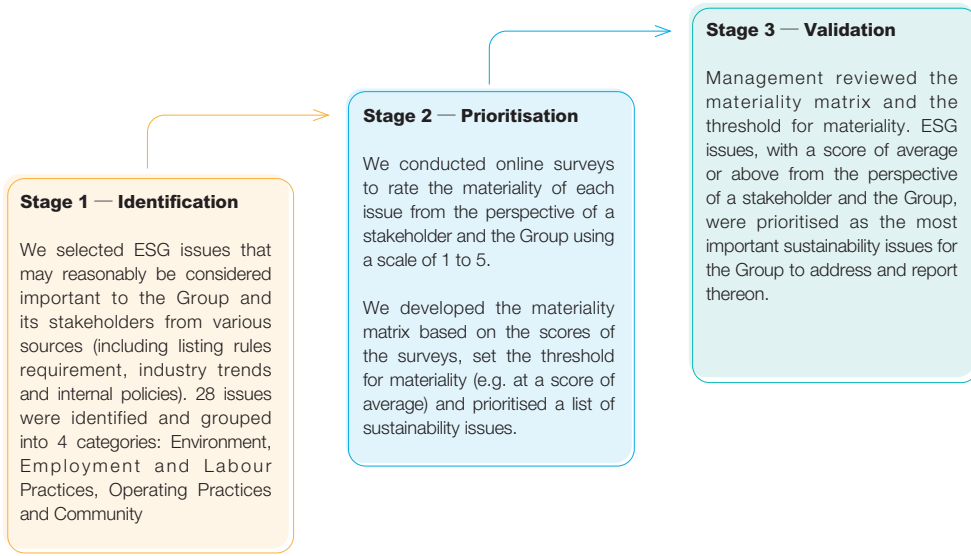 Stage 1 — Identification
We selected ESG issues that
may reasonably be considered
important to the Group and
its stakeholders from various
sources (including listing rules
requirement, industry trends
and internal policies). 28 issues
were identified and grouped
into 4 categories: Environment,
Employment and Labour
Practices, Operating Practices
and Community
Stage 2 — Prioritisation
We conducted online surveys
to rate the materiality of each
issue from the perspective of a
stakeholder and the Group using
a scale of 1 to 5.
We developed the materiality
matrix based on the scores of
the surveys, set the threshold
for materiality (e.g. at a score of
average) and prioritised a list of
sustainability issues.
Stage 3 — Validation
Management reviewed the
materiality matrix and the
threshold for materiality. ESG
issues, with a score of average
or above from the perspective
of a stakeholder and the Group,
were prioritised as the most
important sustainability issues for
the Group to address and report
thereon.